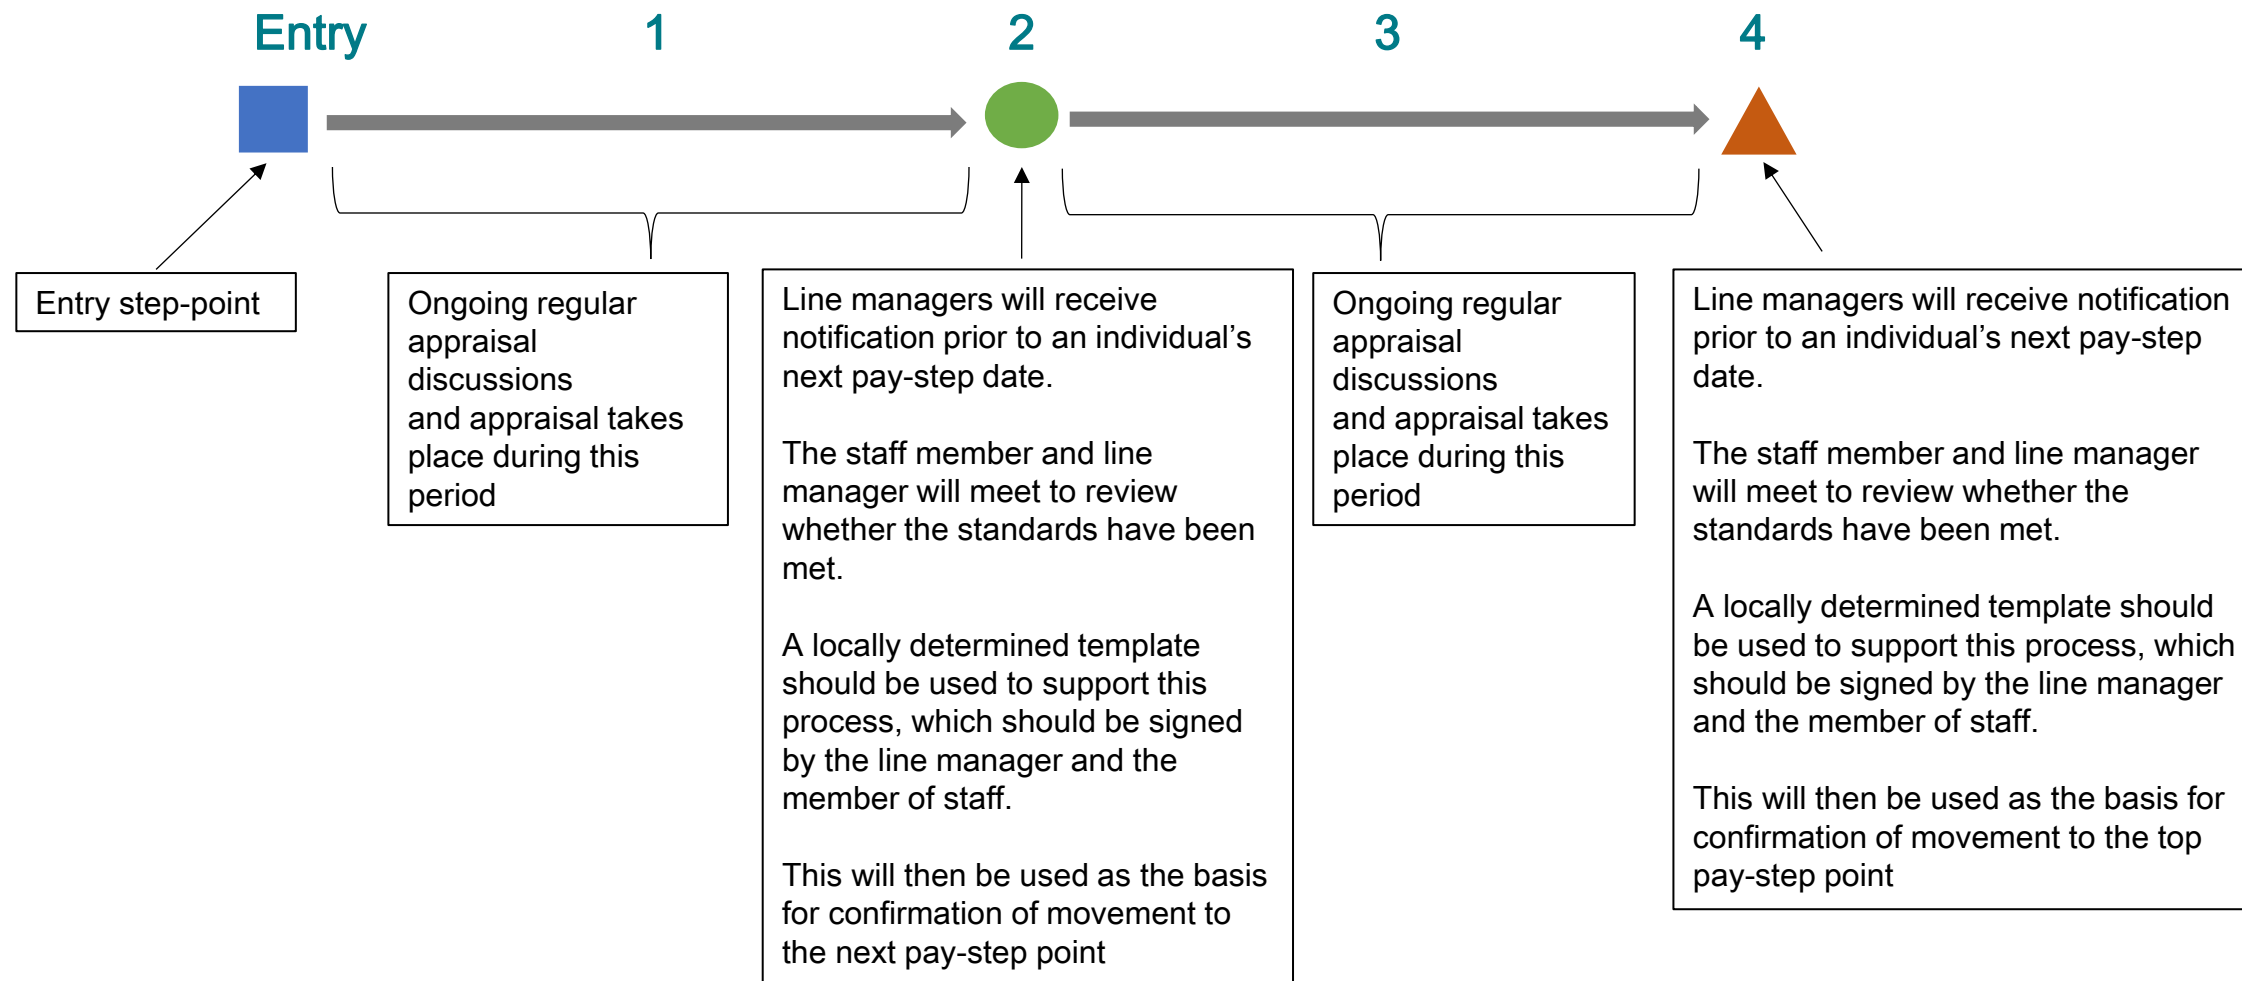 Entry 1 2 3 4
Entry step-point
Ongoing regular
appraisal
discussions
and appraisal takes
place during this
period
Line managers will receive
notification prior to an individual’s
next pay-step date.
The staff member and line
manager will meet to review
whether the standards have been
met.
A locally determined template
should be used to support this
process, which should be signed
by the line manager and the
member of staff.
This will then be used as the basis
for confirmation of movement to
the next pay-step point
Ongoing regular
appraisal
discussions
and appraisal takes
place during this
period
Line managers will receive notification
prior to an individual’s next pay-step
date.
The staff member and line manager
will meet to review whether the
standards have been met.
A locally determined template should
be used to support this process, which
should be signed by the line manager
and the member of staff.
This will then be used as the basis for
confirmation of movement to the top
pay-step point